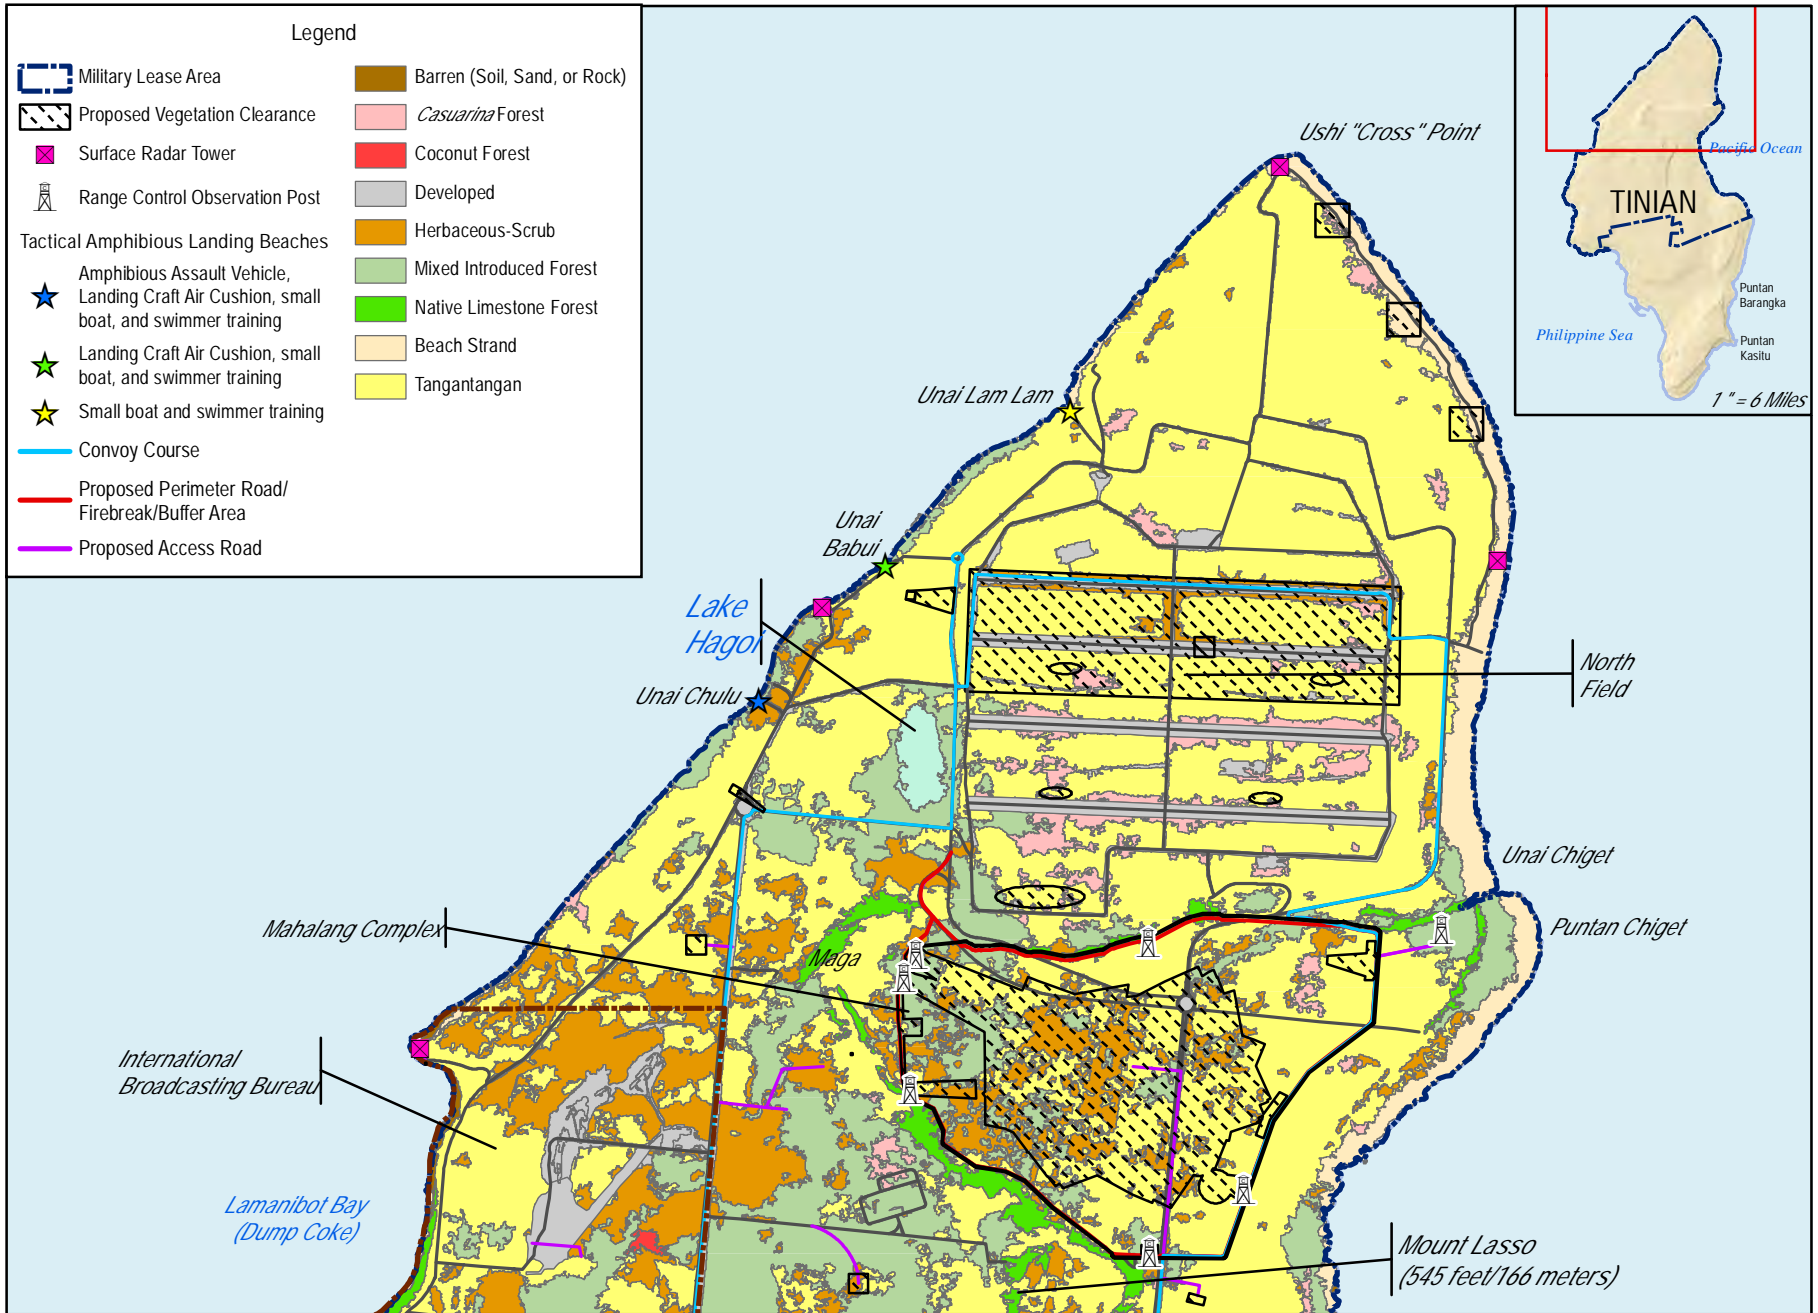 Legend
Military Lease Area
Proposed Vegetation Clearance
Surface Radar Tower
Range Control Observation Post
Tactical Amphibious Landing Beaches
Amphibious Assault Vehicle,
Landing Craft Air Cushion, small
boat, and swimmer training
Landing Craft Air Cushion, small
boat, and swimmer training
Small boat and swimmer training
Convoy Course
Proposed Perimeter Road/
Firebreak/Buffer Area
Proposed Access Road
Barren (Soil, Sand, or Rock)
Casuarina Forest
Coconut Forest
Developed
Herbaceous-Scrub
Mixed Introduced Forest
Native Limestone Forest
Beach Strand
Tangantangan
Pacific Ocean
TINIAN
Puntan
Barangka
Philippine Sea
Puntan
Kasitu
1 " = 6 Miles
Ushi "Cross" Point
Unai Lam Lam
Unai
Babui
Lake
Hagoi
Unai Chulu
North
Field
Unai Chiget
Puntan Chiget
Mahalang Complex
Maga
International
Broadcasting Bureau
Lamanibot Bay
(Dump Coke)
Mount Lasso
(545 feet/166 meters)